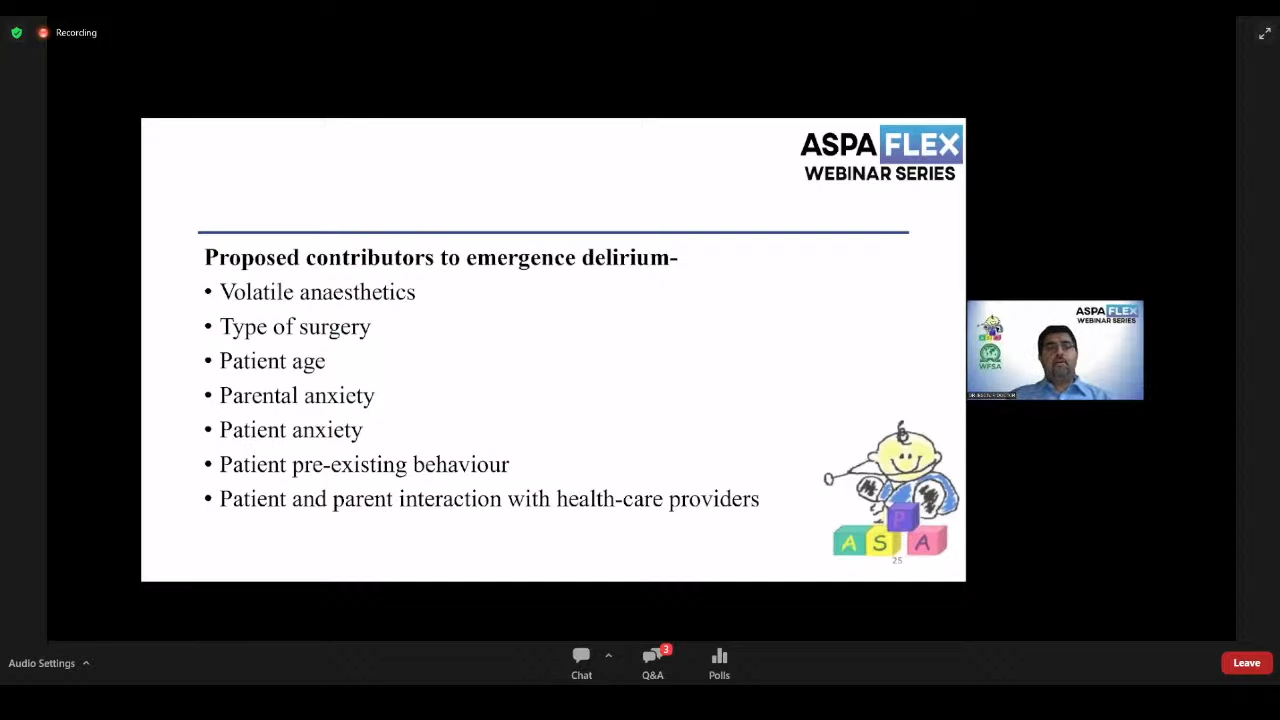 Recording
ASPA FLEX
WEBINAR SERIES
Proposed contributors to emergence delirium-
• Volatile anaesthetics
• Type of surgery
• Patient age
• Parental anxiety
• Patient anxiety
• Patient pre-existing behaviour
• Patient and parent interaction with health-care providers
P
A S A
25
ASPA FLEX
WEBINAR SERIES
WFSA
Audio Settings
Chat
3
Q&A
Polls
Leave